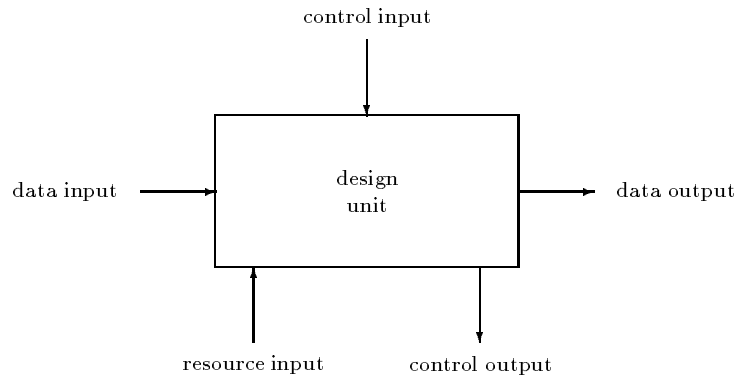 control input
data input
design
unit
data output
resource input
control output